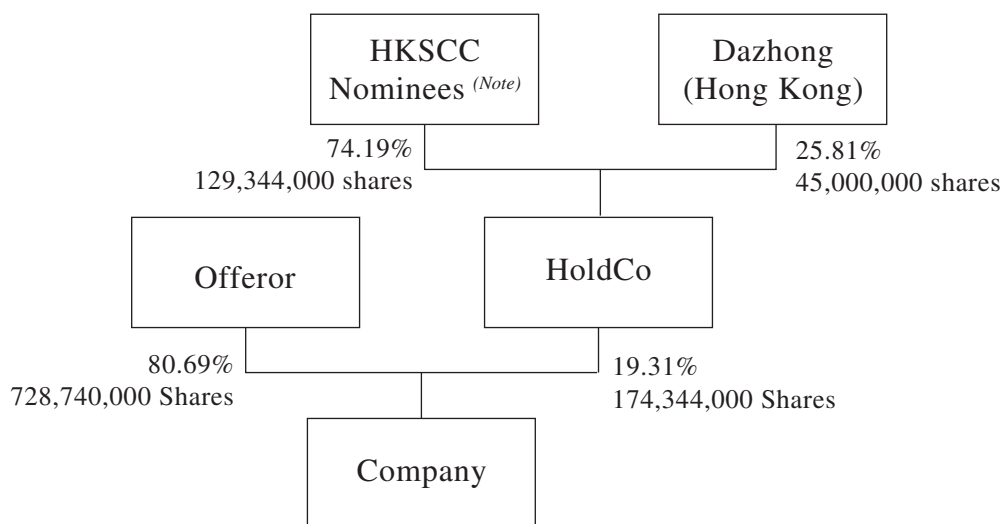 HKSCC
Nominees (Note)
Dazhong
(Hong Kong)
74.19%
129,344,000 shares
25.81%
45,000,000 shares
Offeror
HoldCo
80.69%
728,740,000 Shares
19.31%
174,344,000 Shares
Company